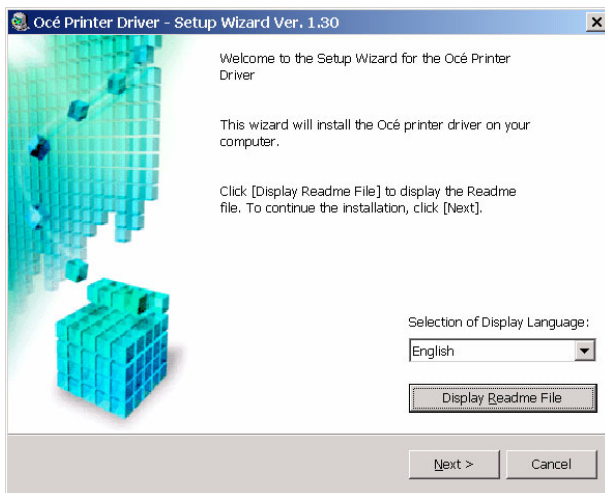 Océ Printer Driver - Setup Wizard Ver. 1.30
Welcome to the Setup Wizard for the Océ Printer
Driver
This wizard will install the Océ printer driver on your
computer.
Click [Display Readme File] to display the Readme
file. To continue the installation, click [Next].
Selection of Display Language:
English
Display Readme File
Next >
Cancel